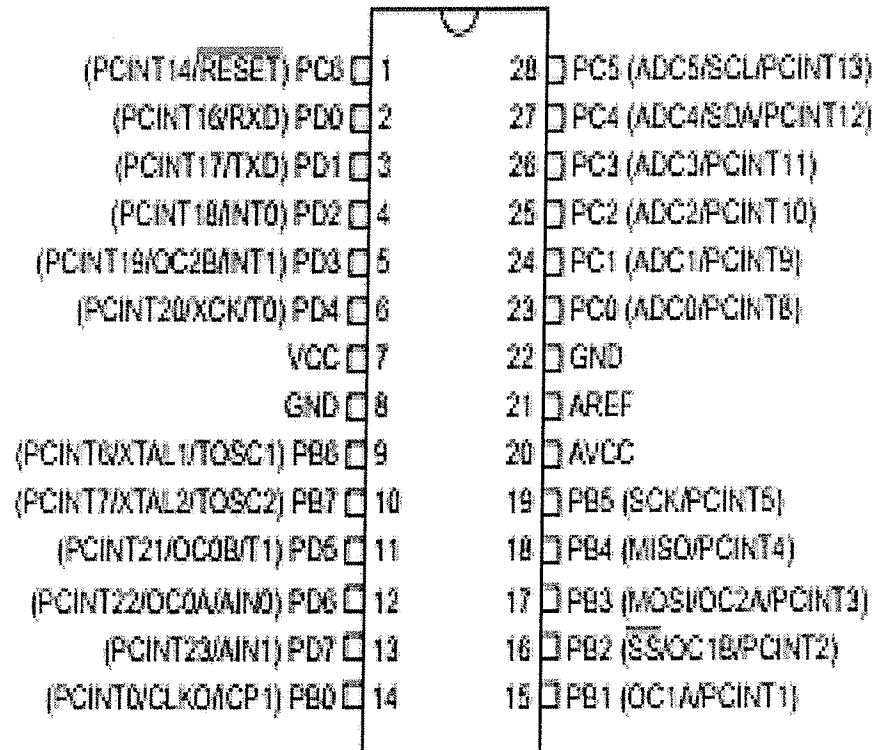 (PCINT14/RESET) PC6 1 28 PC5 (ADC5/SCL/PCINT13)
(PCINT16/RXD) PD0 2 27 PC4 (ADC4/SDA/PCINT12)
(PCINT17/TXD) PD1 3 26 PC3 (ADC3/PCINT11)
(PCINT18/INT0) PD2 4 25 PC2 (ADC2/PCINT10)
(PCINT19/OC2B/INT1) PD3 5 24 PC1 (ADC1/PCINT9)
(PCINT20/XCK/T0) PD4 6 23 PC0 (ADC0/PCINT8)
VCC 7 22 GND
GND 8 21 AREF
(PCINT6/XTAL1/TOSC1) PB6 9 20 AVCC
(PCINT7/XTAL2/TOSC2) PB7 10 19 PB5 (SCK/PCINT5)
(PCINT21/OC0B/T1) PD5 11 18 PB4 (MISO/PCINT4)
(PCINT22/OC0A/AIN0) PD6 12 17 PB3 (MOSI/OC2A/PCINT3)
(PCINT23/AIN1) PD7 13 16 PB2 (SS/OC1B/PCINT2)
(PCINT0/CLKO/ICP1) PB0 14 15 PB1 (OC1A/PCINT1)